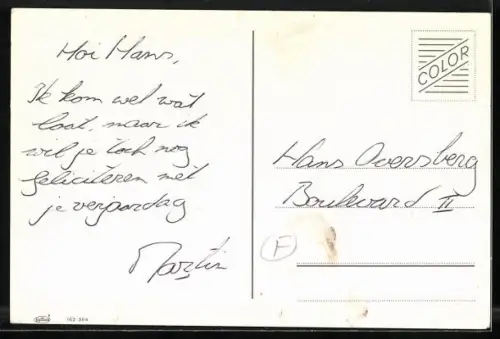 Hoi Hans,
Ik kom wel wat
laat, maar ik
wil je toch nog
feliciteren met
je verjaardag
Martin
COLOR
Hans Oversberg
Boulevard II
F